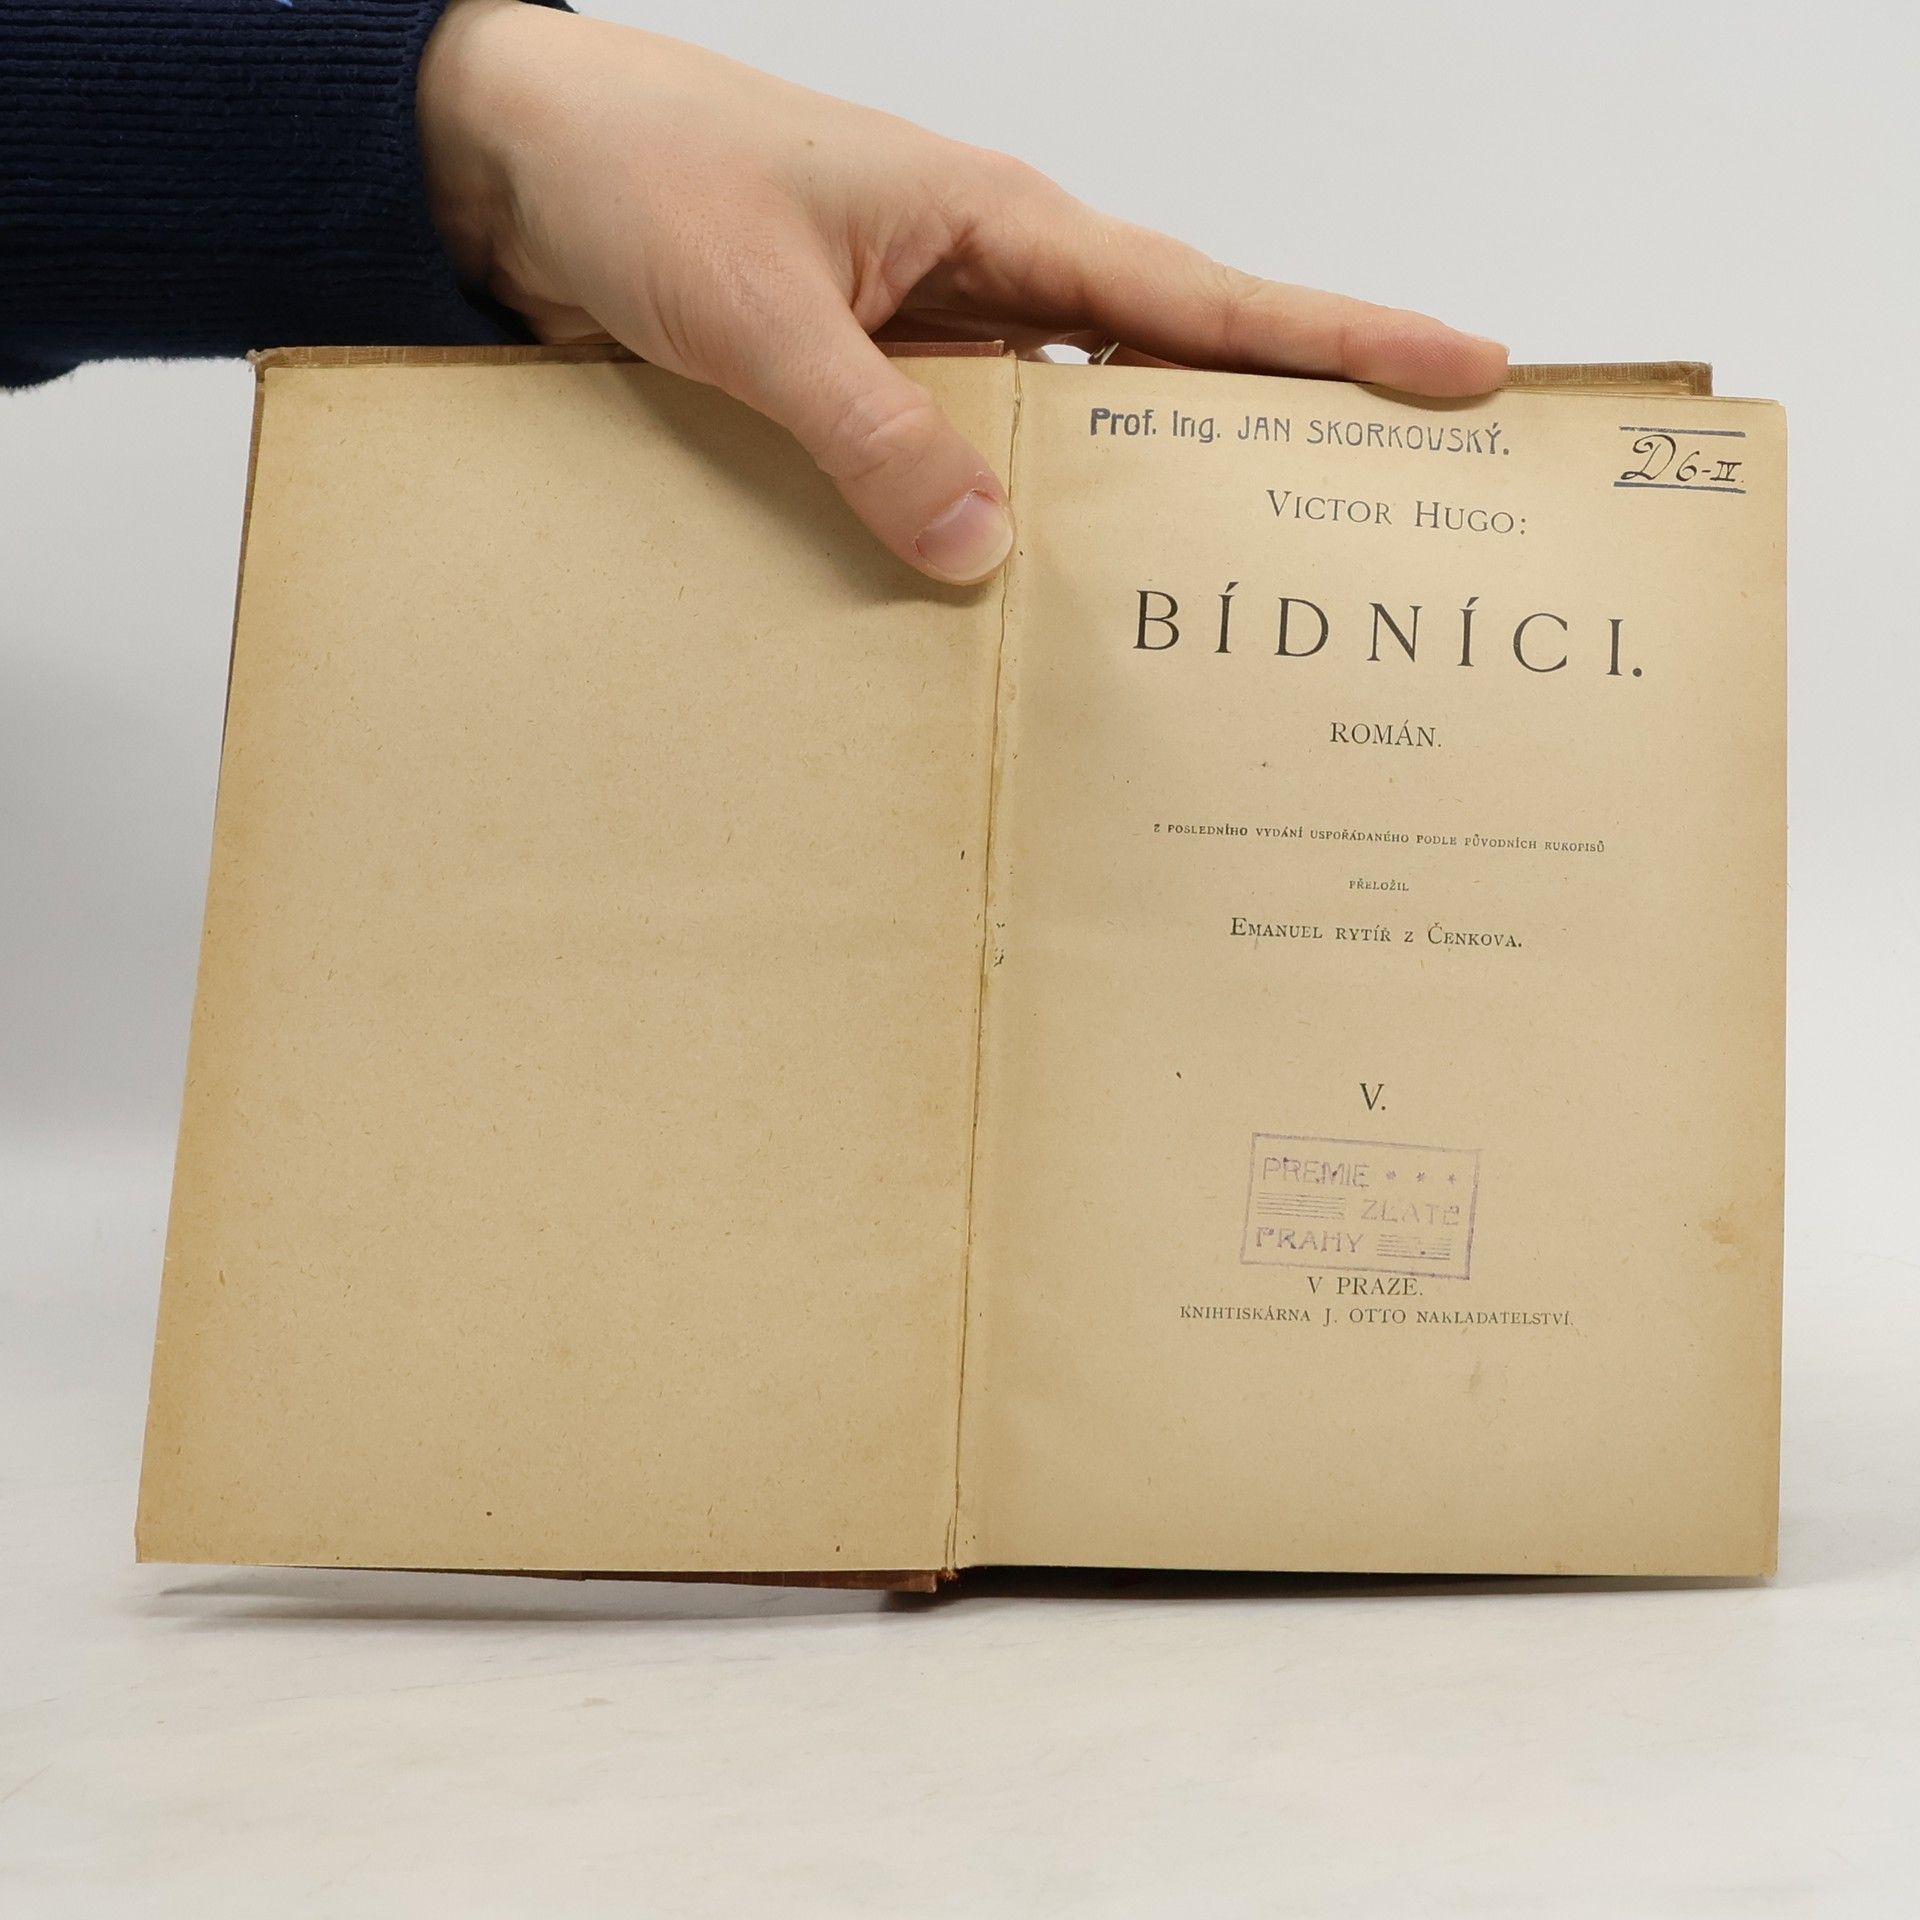 Prof. Ing. JAN SKORKOVSKÝ.
D6-IV.
VICTOR HUGO:
BÍDNÍCI.
ROMÁN.
Z POSLEDNÍHO VYDÁNÍ USPOŘÁDANÉHO PODLE PŮVODNÍCH RUKOPISŮ
PŘELOŽIL
EMANUEL RYTÍŘ Z ČENKOVA.
V.
PREMIE * * *
ZLATÉ
PRAHY
V PRAZE.
KNIHTISKÁRNA J. OTTO NAKLADATELSTVÍ.